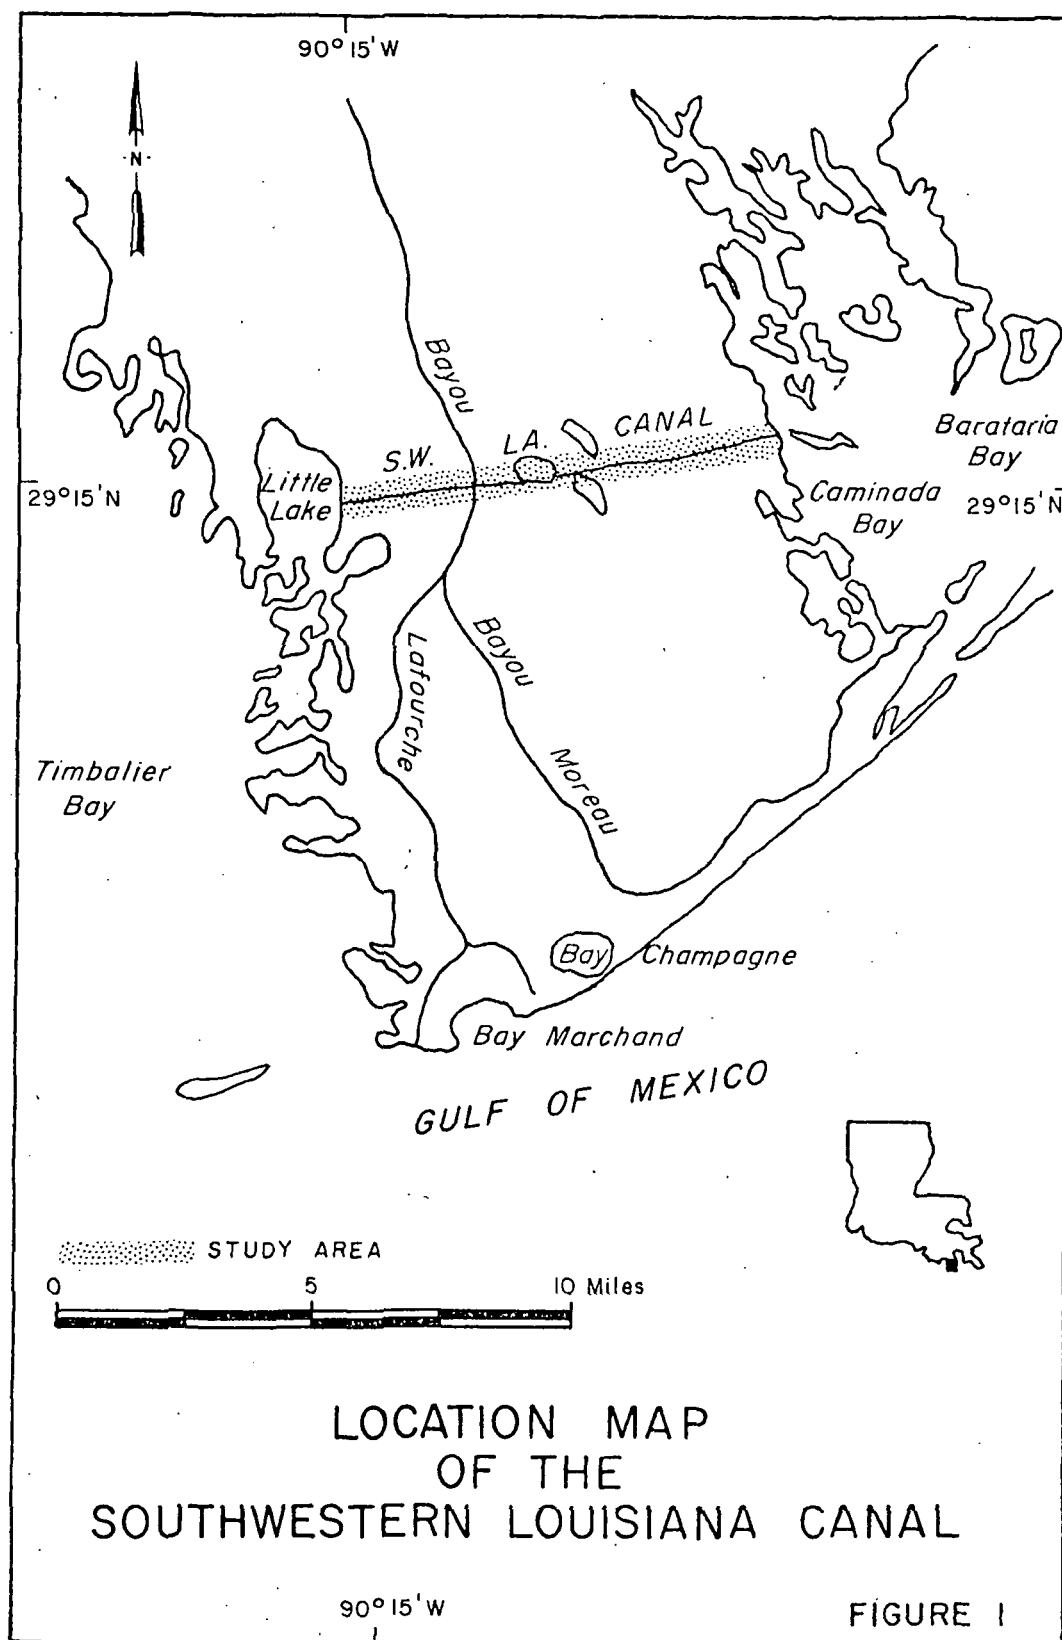 90° 15' W
N
Bayou
S.W. LA. CANAL
Little
Lake
29° 15' N
Barataria
Bay
Caminada
Bay
29° 15' N
Bayou
Lafourche
Moreau
Timbalier
Bay
Bay Champagne
Bay Marchand
GULF OF MEXICO
STUDY AREA
0 5 10 Miles
LOCATION MAP
OF THE
SOUTHWESTERN LOUISIANA CANAL
90° 15' W
FIGURE 1